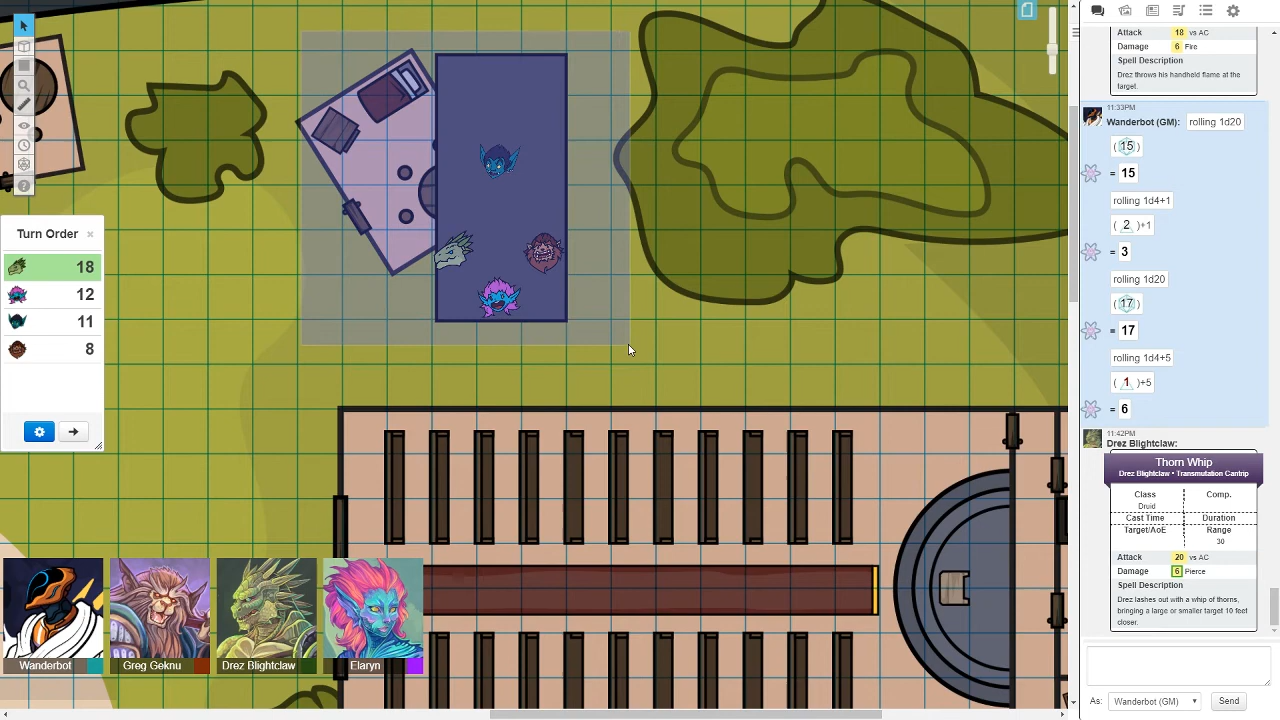 Attack 18 vs AC
Damage 6 Fire
Spell Description
Drez throws his handheld flame at the
target.
11:33PM
Wanderbot (GM): rolling 1d20
(15)
= 15
rolling 1d4+1
(2)+1
= 3
rolling 1d20
(17)
= 17
rolling 1d4+5
(1)+5
= 6
11:42PM
Drez Blightclaw:
Thorn Whip
Drez Blightclaw • Transmutation Cantrip
Class Comp.
Druid
Cast Time Duration
Target/AoE Range
30
Attack 20 vs AC
Damage 6 Pierce
Spell Description
Drez lashes out with a whip of thorns,
bringing a large or smaller target 10 feet
closer.
As: Wanderbot (GM) Send
Turn Order
18
12
11
8
Wanderbot Greg Geknu Drez Blightclaw Elaryn